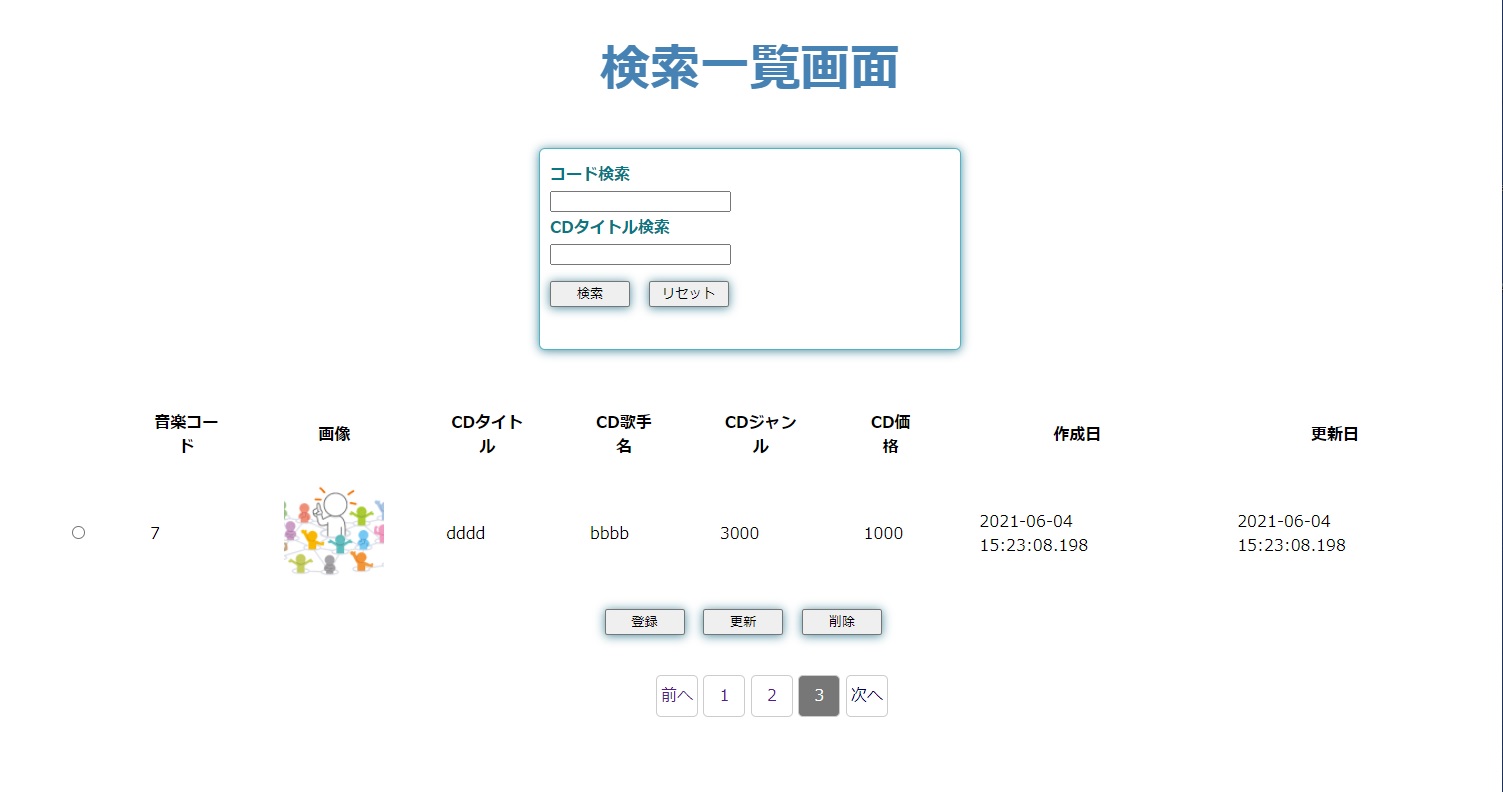 検索一覧画面
コード検索
CDタイトル検索
検索 リセット
音楽コー
ド
画像
CDタイト
ル
CD歌手
名
CDジャン
ル
CD価
格
作成日
更新日
7
dddd
bbbb
3000
1000
2021-06-04
15:23:08.198
2021-06-04
15:23:08.198
登録 更新 削除
前へ 1 2 3 次へ